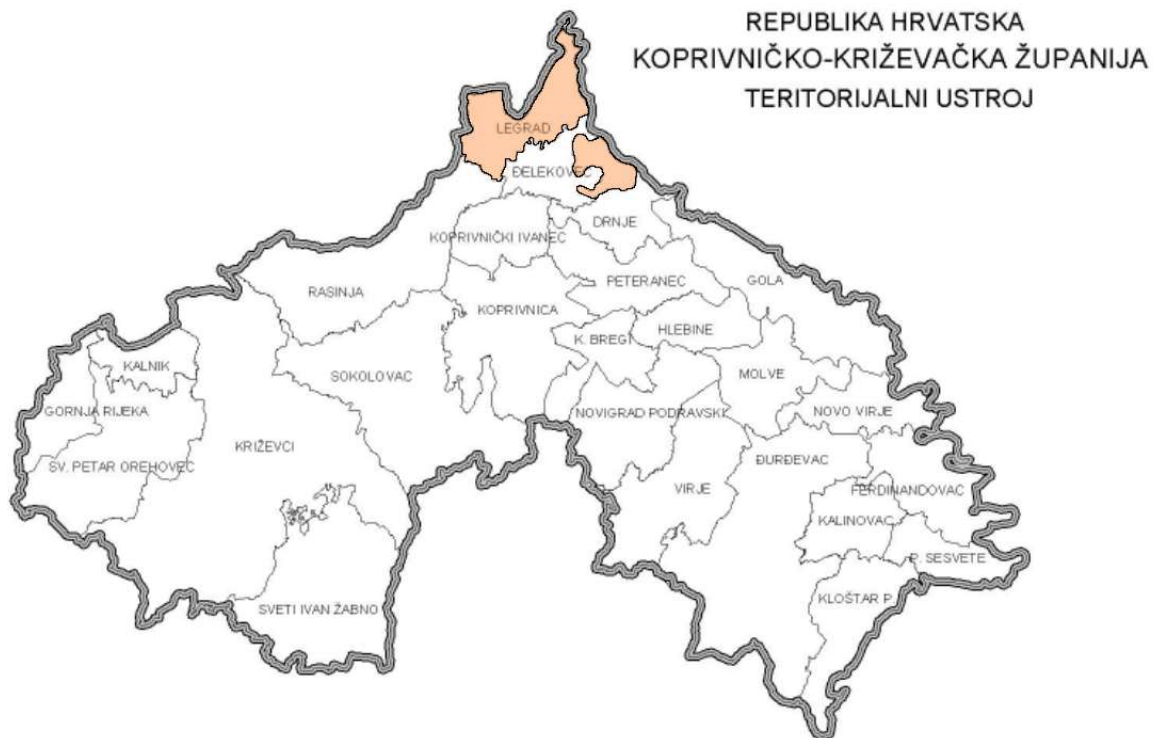 REPUBLIKA HRVATSKA
KOPRIVNIČKO-KRIŽEVAČKA ŽUPANIJA
TERITORIJALNI USTROJ
LEGRAD
ĐELEKOVEC
DRNJE
KOPRIVNIČKI IVANEC
PETERANEC
GOLA
RASINJA
KOPRIVNICA
HLEBINE
K. BREGI
KALNIK
SOKOLOVAC
MOLVE
GORNJA RIJEKA
NOVIGRAD PODRAVSKI
NOVO VIRJE
KRIŽEVCI
SV. PETAR OREHOVEC
ĐURĐEVAC
VIRJE
FERDINANDOVAC
KALINOVAC
P. SESVETE
KLOŠTAR P.
SVETI IVAN ŽABNO